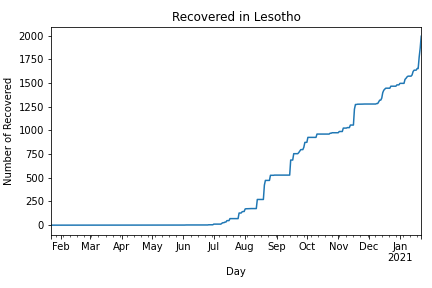 Recovered in Lesotho
Number of Recovered
2000
1750
1500
1250
1000
750
500
250
0
Feb Mar Apr May Jun Jul Aug Sep Oct Nov Dec Jan
2021
Day